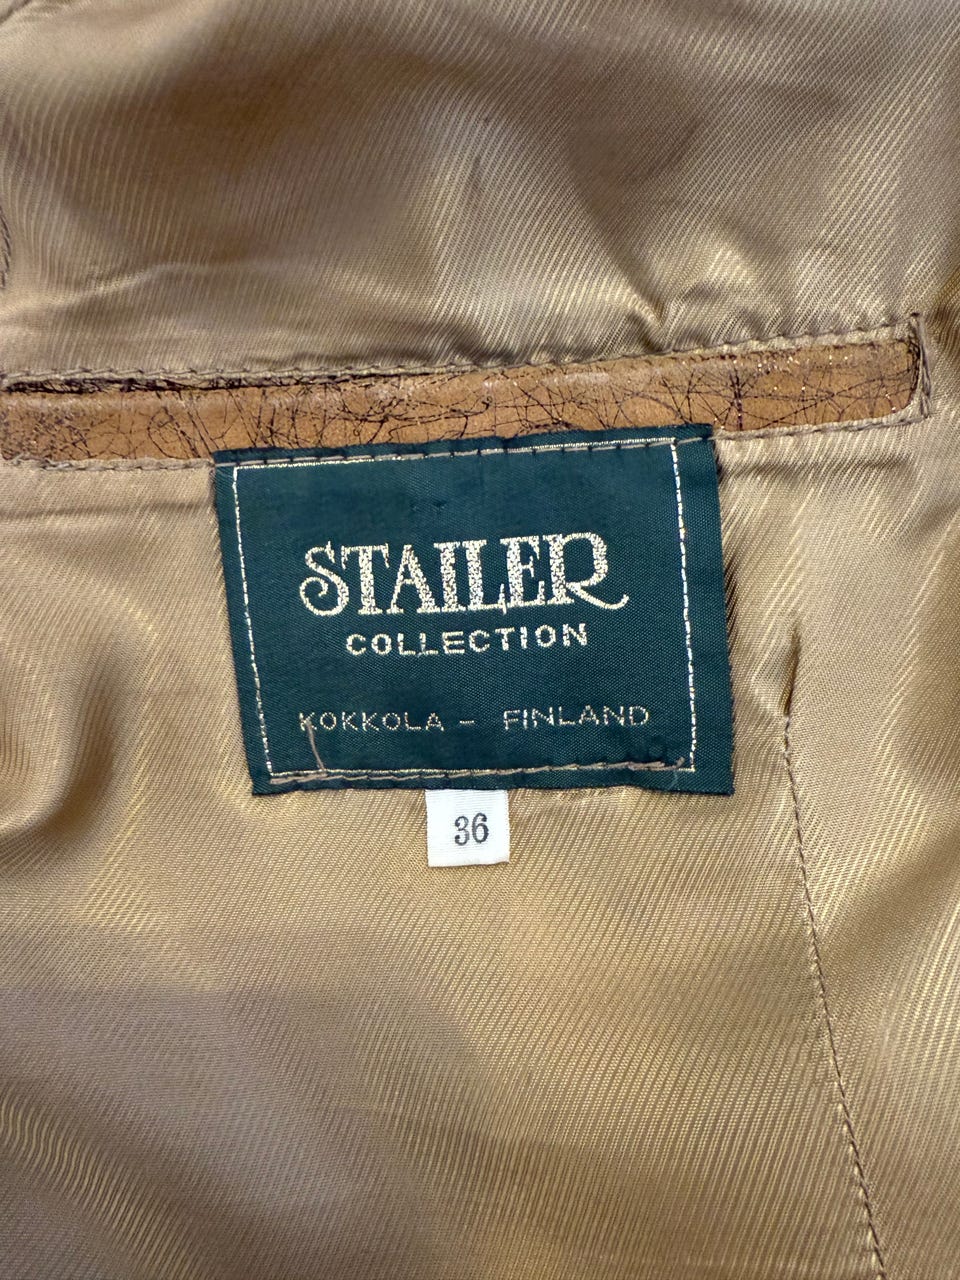 STAILER
COLLECTION
KOKKOLA - FINLAND
36